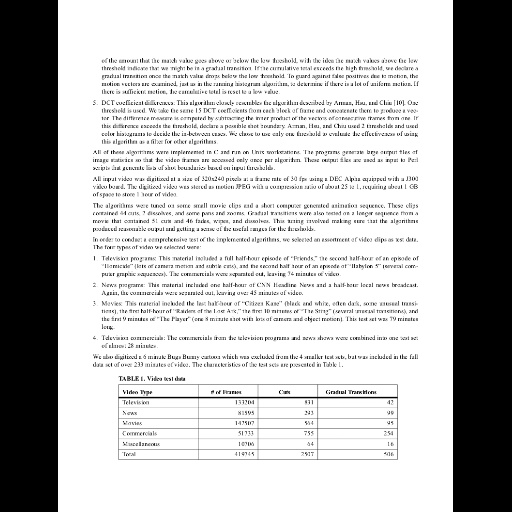 of the amount that the match value goes above or below the low threshold, with the idea the match values above the low
threshold indicate that we might be in a gradual transition. If the cumulative total exceeds the high threshold, we declare a
gradual transition once the match value drops below the low threshold. To guard against false positives due to motion, the
motion vectors are examined, just as in the running histogram algorithm, to determine if there is a lot of uniform motion. If
there is sufficient motion, the cumulative total is reset to a low value.
5. DCT coefficient differences: This algorithm closely resembles the algorithm described by Arman, Hsu, and Chiu [10]. One
threshold is used. We take the same 15 DCT coefficients from each block of frame and concatenate them to produce a vec-
tor. The difference measure is computed by subtracting the inner product of the vectors of consecutive frames from one. If
this difference exceeds the threshold, declare a possible shot boundary. Arman, Hsu, and Chiu used 2 thresholds and used
color histograms to decide the in-between cases. We chose to use only one threshold to evaluate the effectiveness of using
this algorithm as a filter for other algorithms.
All of these algorithms were implemented in C and run on Unix workstations. The programs generate large output files of
image statistics so that the video frames are accessed only once per algorithm. These output files are used as input to Perl
scripts that generate lists of shot boundaries based on input thresholds.
All input video was digitized at a size of 320x240 pixels at a frame rate of 30 fps using a DEC Alpha equipped with a J300
video board. The digitized video was stored as motion JPEG with a compression ratio of about 25 to 1, requiring about 1 GB
of space to store 1 hour of video.
The algorithms were tuned on some small movie clips and a short computer generated animation sequence. These clips
contained 44 cuts, 2 dissolves, and some pans and zooms. Gradual transitions were also tested on a longer sequence from a
movie that contained 51 cuts and 46 fades, wipes, and dissolves. This tuning involved making sure that the algorithms
produced reasonable output and getting a sense of the useful ranges for the thresholds.
In order to conduct a comprehensive test of the implemented algorithms, we selected an assortment of video clips as test data.
The four types of video we selected were:
1. Television programs: This material included a full half-hour episode of "Friends," the second half-hour of an episode of
"Homicide" (lots of camera motion and subtle cuts), and the second half hour of an episode of "Babylon 5" (several com-
puter graphic sequences). The commercials were separated out, leaving 74 minutes of video.
2. News programs: This material included one half-hour of CNN Headline News and a half-hour local news broadcast.
Again, the commercials were separated out, leaving over 45 minutes of video.
3. Movies: This material included the last half-hour of "Citizen Kane" (black and white, often dark, some unusual transi-
tions), the first half-hour of "Raiders of the Lost Ark," the first 10 minutes of "The Sting" (several unusual transitions), and
the first 9 minutes of "The Player" (one 8 minute shot with lots of camera and object motion). This test set was 79 minutes
long.
4. Television commercials: The commercials from the television programs and news shows were combined into one test set
of almost 28 minutes.
We also digitized a 6 minute Bugs Bunny cartoon which was excluded from the 4 smaller test sets, but was included in the full
data set of over 233 minutes of video. The characteristics of the test sets are presented in Table 1.
TABLE 1. Video test data
Video Type # of Frames Cuts Gradual Transitions
Television 133204 831 42
News 81595 293 99
Movies 142507 564 95
Commercials 51733 755 254
Miscellaneous 10706 64 16
Total 419745 2507 506